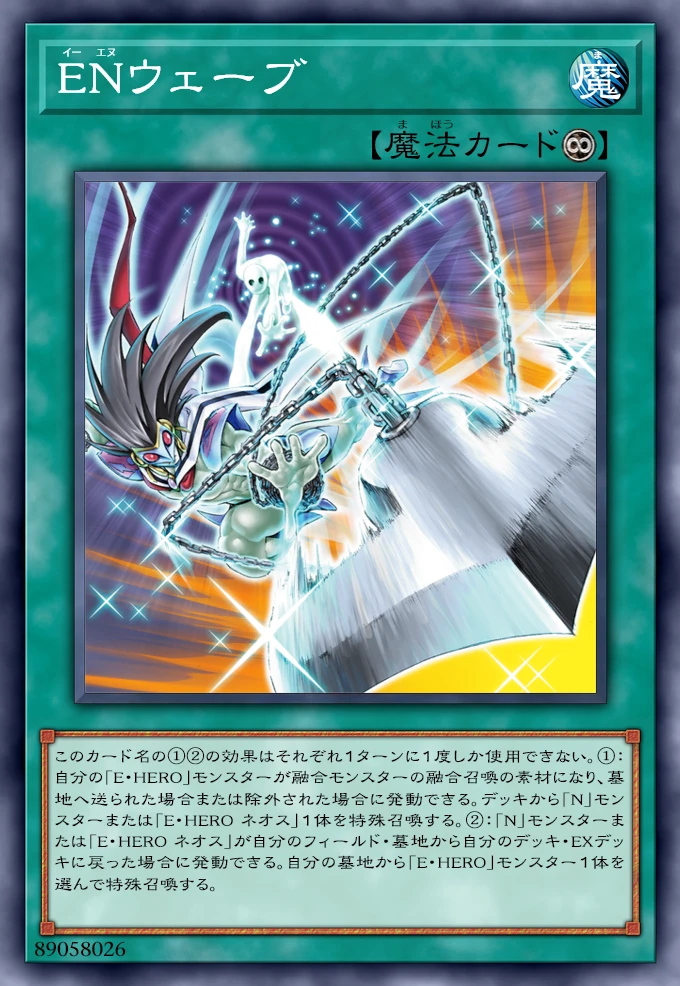 イー エヌ
ENウェーブ
ま
魔
ま ほう
【魔法カード∞】
このカード名の①②の効果はそれぞれ1ターンに1度しか使用できない。①:
自分の「E・HERO」モンスターが融合モンスターの融合召喚の素材になり、墓
地へ送られた場合または除外された場合に発動できる。デッキから「N」モン
スターまたは「E・HERO ネオス」1体を特殊召喚する。②:「N」モンスターま
たは「E・HERO ネオス」が自分のフィールド・墓地から自分のデッキ・EXデッ
キに戻った場合に発動できる。自分の墓地から「E・HERO」モンスター1体を
選んで特殊召喚する。
89058026